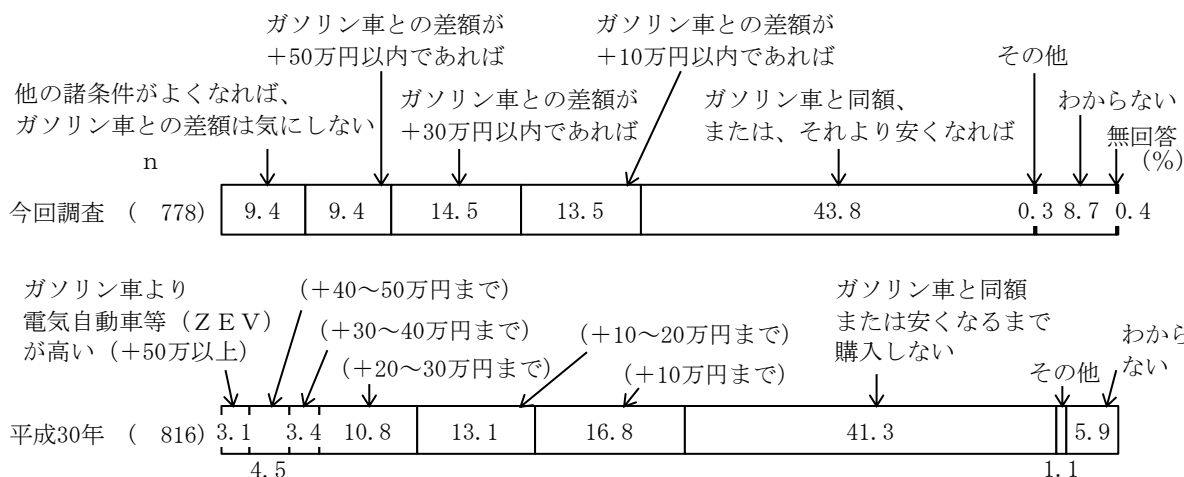 ガソリン車との差額が
+50万円以内であれば
ガソリン車との差額が
+10万円以内であれば
その他
他の諸条件がよくなれば、
ガソリン車との差額は気にしない
ガソリン車との差額が
+30万円以内であれば
ガソリン車と同額、
または、それより安くなれば
わからない
無回答
(%)
n
今回調査 ( 778) 9.4 9.4 14.5 13.5 43.8 0.3 8.7 0.4
ガソリン車より
電気自動車等(ZEV)
が高い(+50万以上)
(+40～50万円まで)
(+30～40万円まで)
(+20～30万円まで)
(+10～20万円まで)
(+10万円まで)
ガソリン車と同額
または安くなるまで
購入しない
その他
わから
ない
平成30年 ( 816) 3.1 3.4 10.8 13.1 16.8 41.3 5.9
4.5 1.1